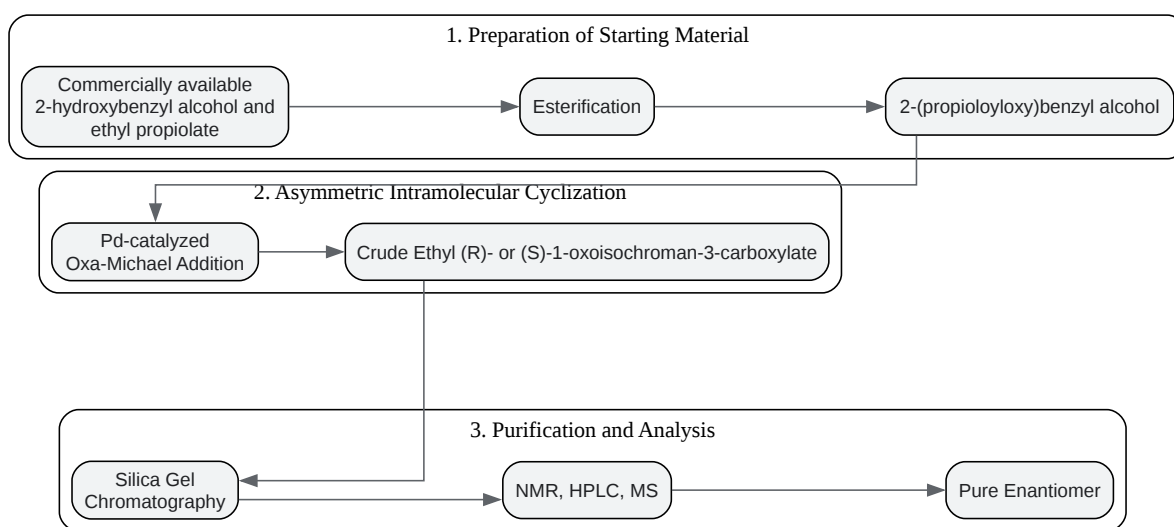 1. Preparation of Starting Material
Commercially available
2-hydroxybenzyl alcohol and
ethyl propiolate
Esterification
2-(propioloyloxy)benzyl alcohol
2. Asymmetric Intramolecular Cyclization
Pd-catalyzed
Oxa-Michael Addition
Crude Ethyl (R)- or (S)-1-oxoisochroman-3-carboxylate
3. Purification and Analysis
Silica Gel
Chromatography
NMR, HPLC, MS
Pure Enantiomer